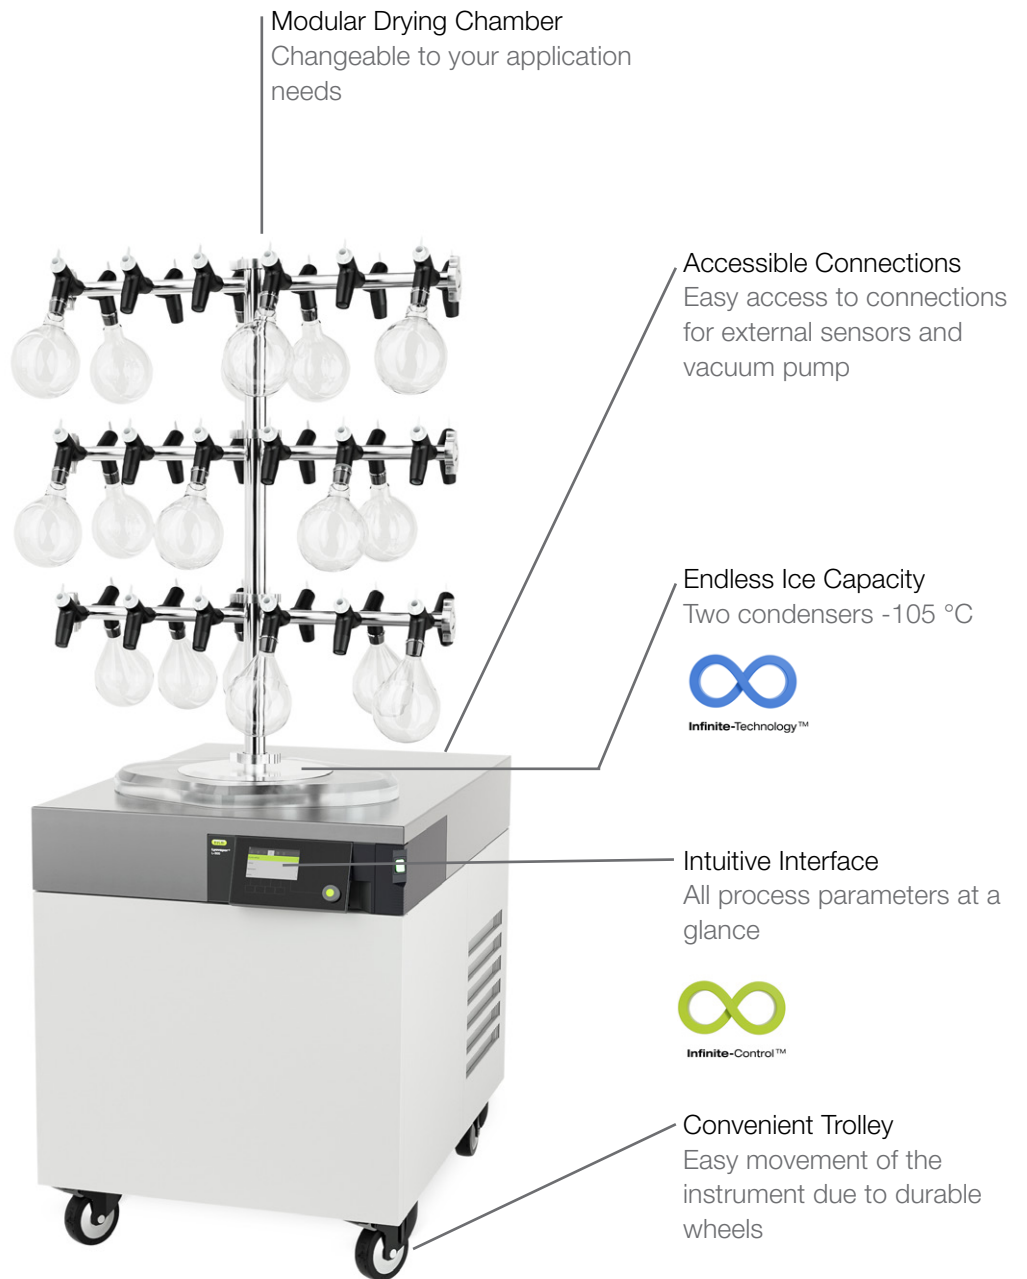 Modular Drying Chamber
Changeable to your application
needs
Accessible Connections
Easy access to connections
for external sensors and
vacuum pump
Endless Ice Capacity
Two condensers -105 °C
Infinite-Technology™
Intuitive Interface
All process parameters at a
glance
Infinite-Control™
Convenient Trolley
Easy movement of the
instrument due to durable
wheels